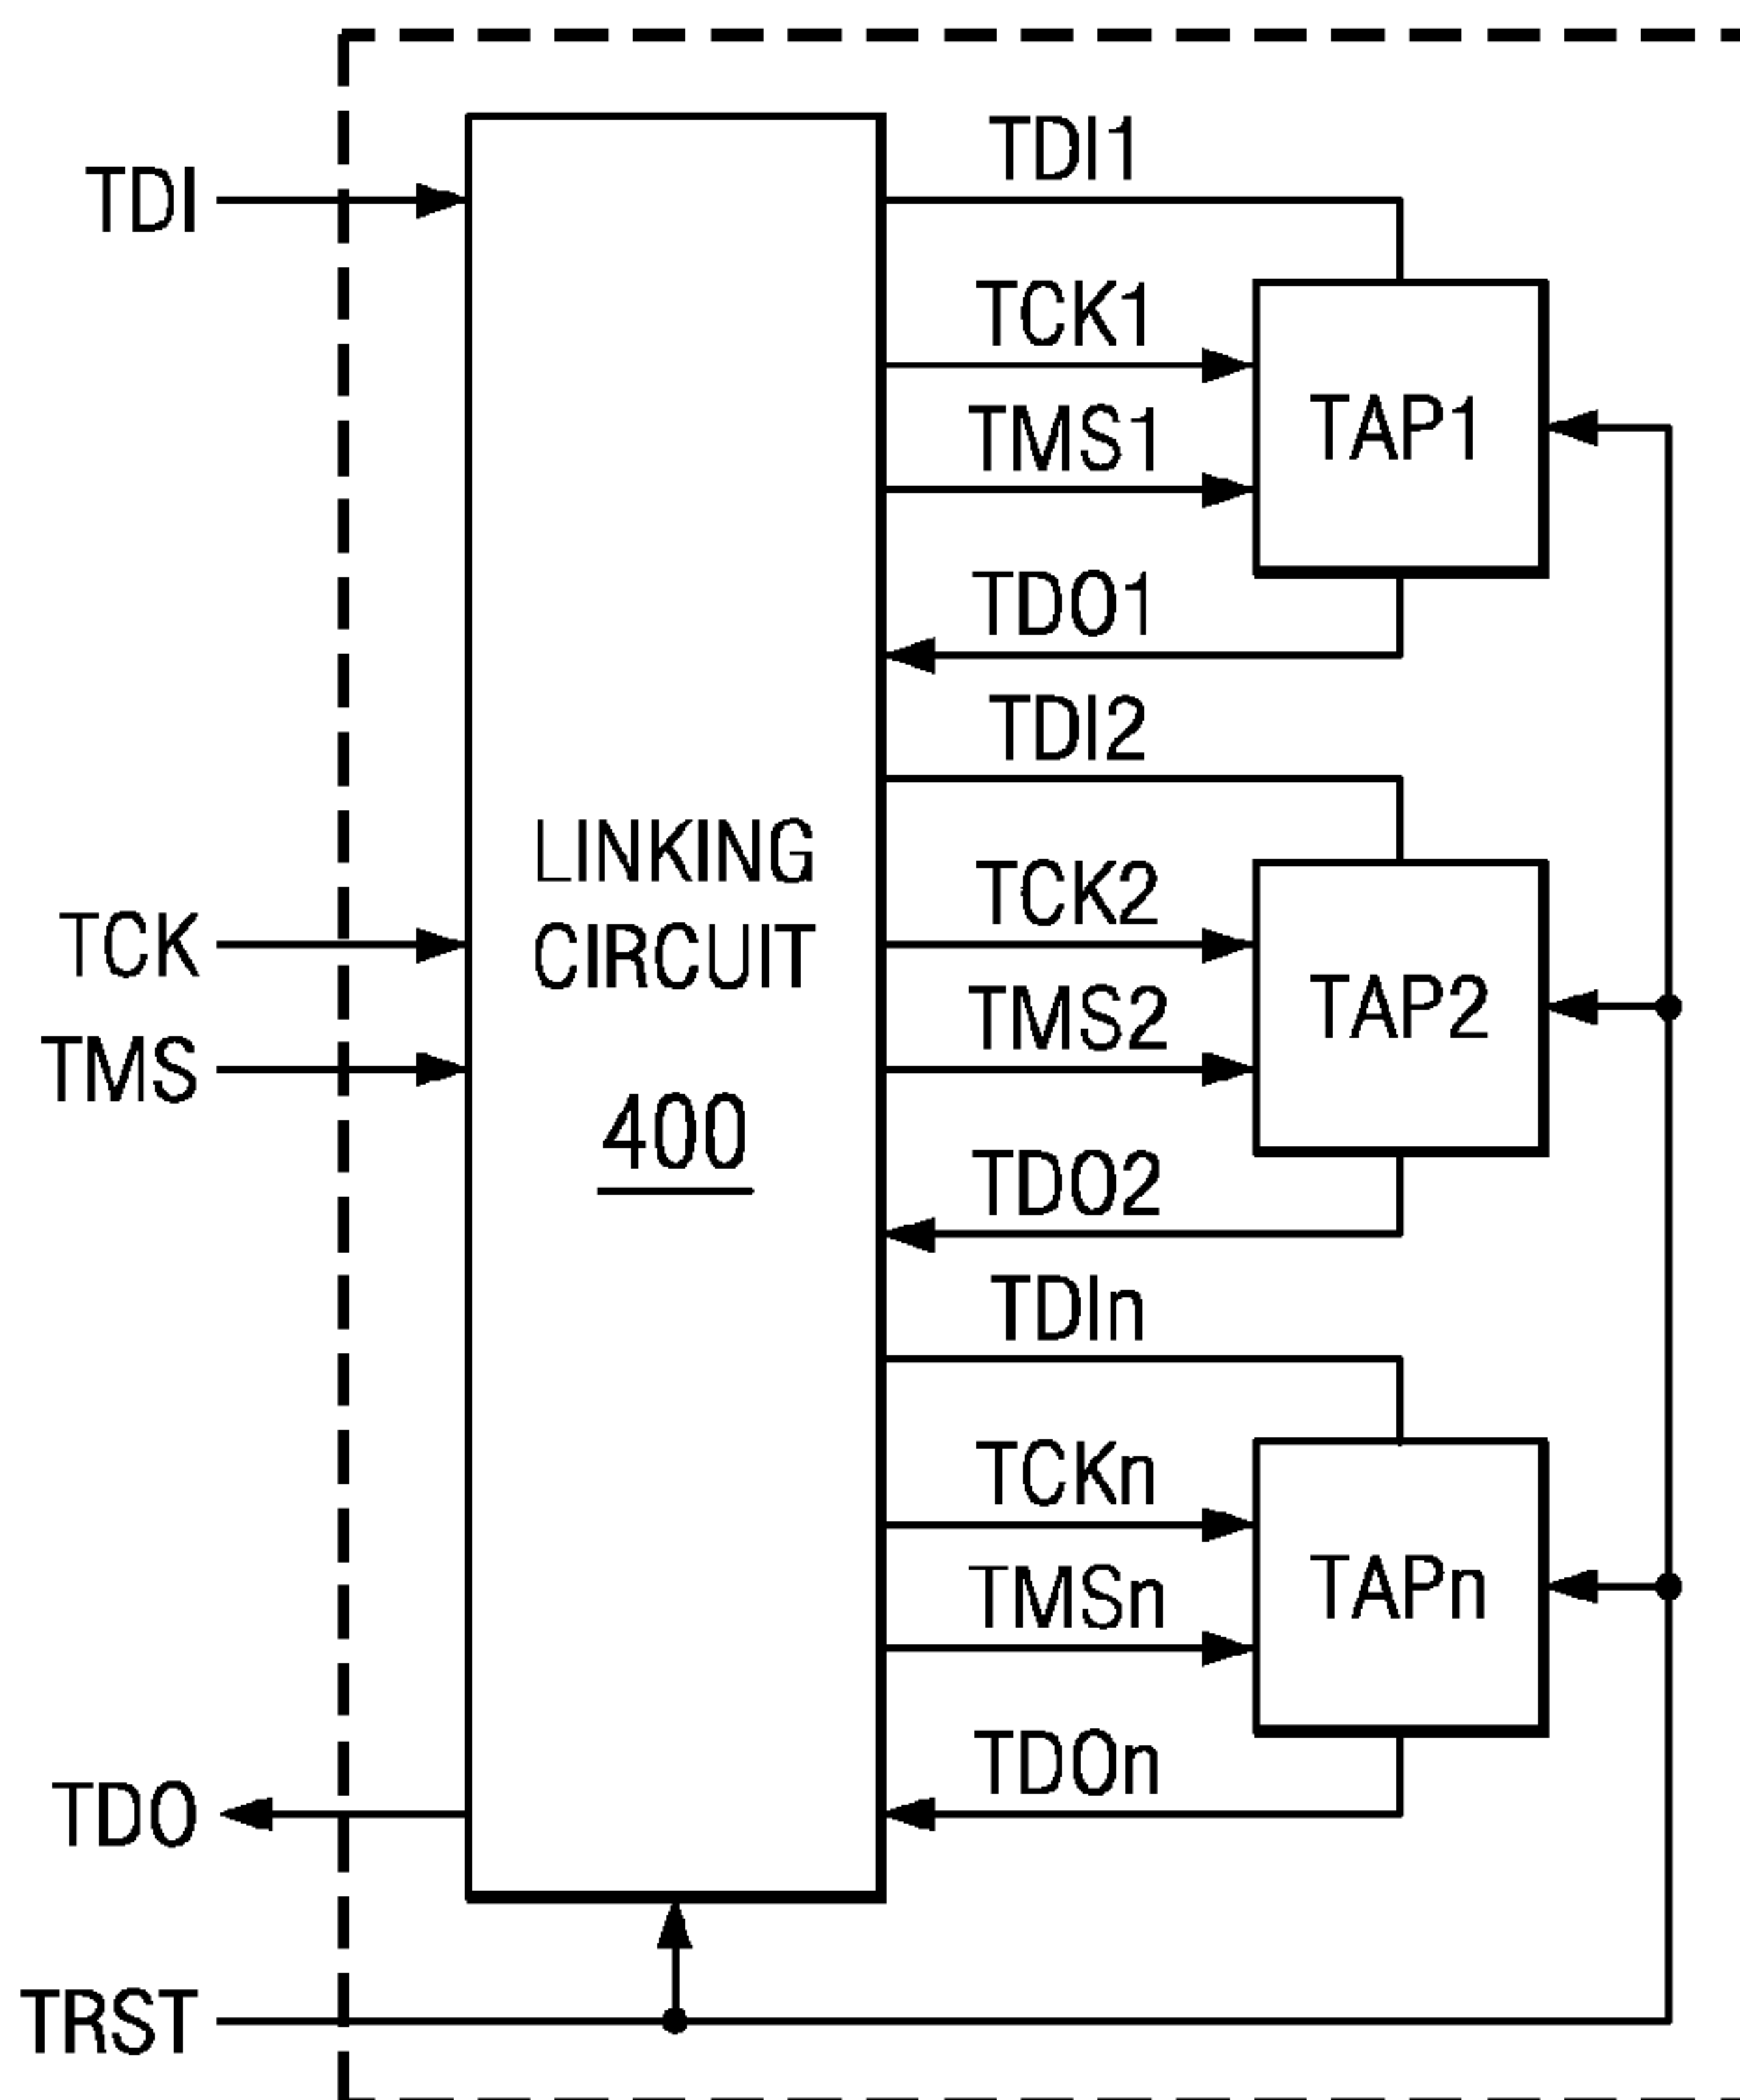 TDI
TCK
TMS
TDO
TRST
LINKING
CIRCUIT
400
TDI1
TCK1
TMS1
TDO1
TAP1
TDI2
TCK2
TMS2
TDO2
TAP2
TDIn
TCKn
TMSn
TDOn
TAPn